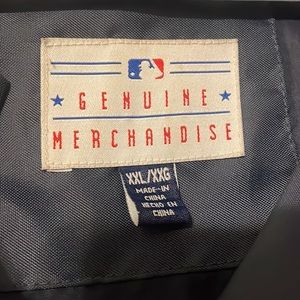 GENUINE
MERCHANDISE
XXL/XXG
MADE IN
CHINA
HECHO EN
CHINA